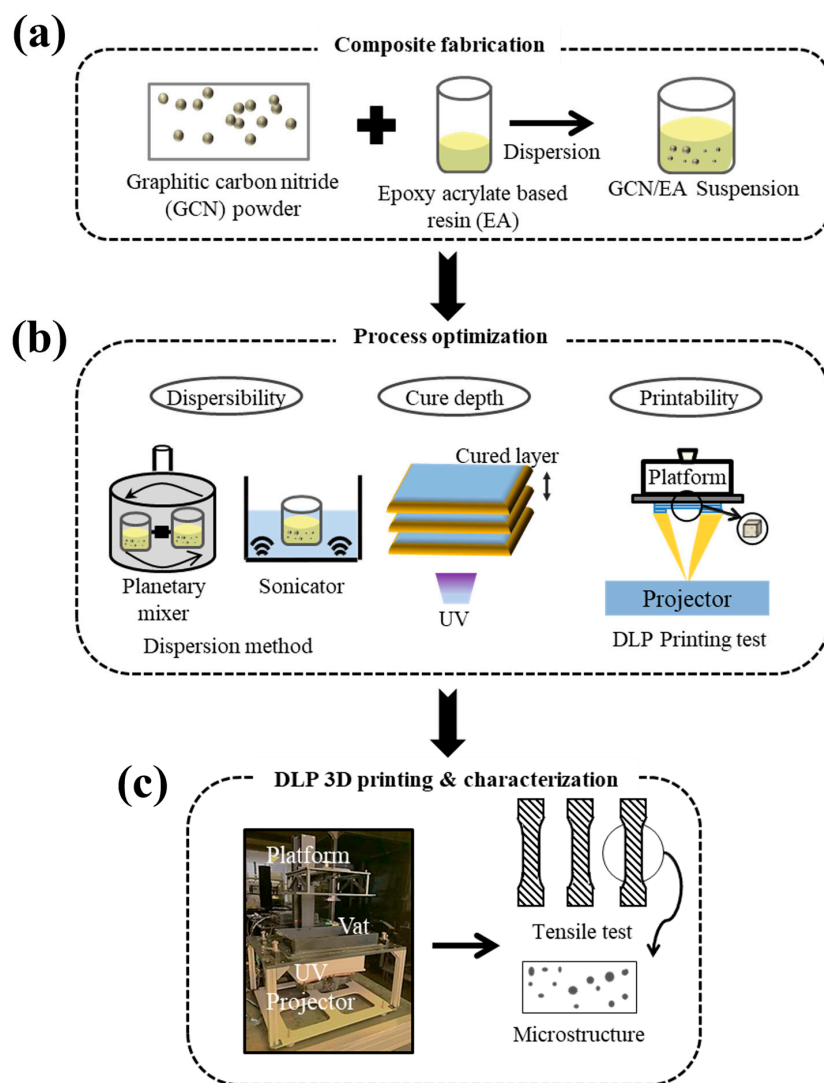 (a)
Composite fabrication
Graphitic carbon nitride
(GCN) powder
Epoxy acrylate based
resin (EA)
Dispersion
GCN/EA Suspension
(b)
Process optimization
Dispersibility
Cure depth
Printability
Planetary
mixer
Sonicator
Dispersion method
Cured layer
UV
Platform
Projector
DLP Printing test
(c)
DLP 3D printing & characterization
Platform
Vat
UV
Projector
Tensile test
Microstructure